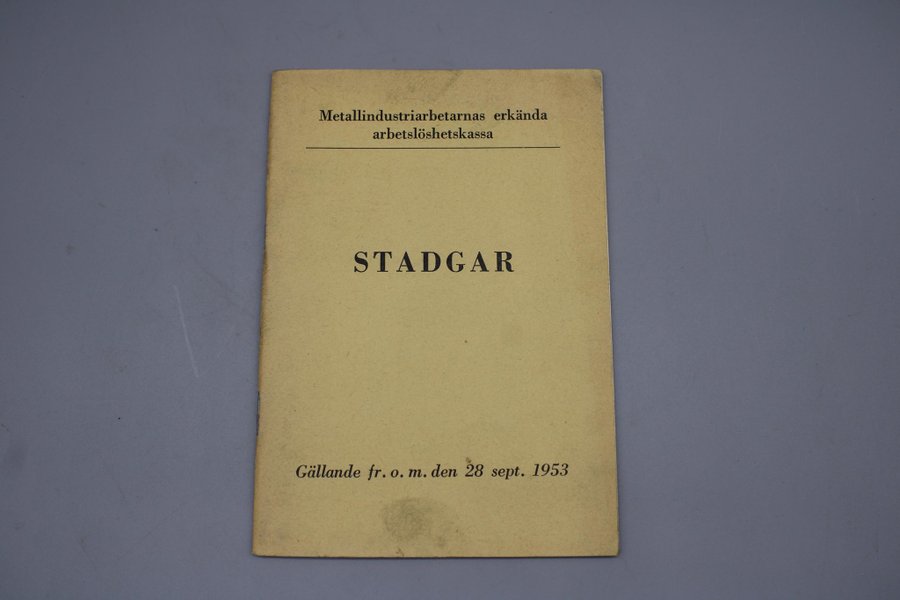 Metallindustriarbetarnas erkända
arbetslöshetskassa
STADGAR
Gällande fr. o. m. den 28 sept. 1953